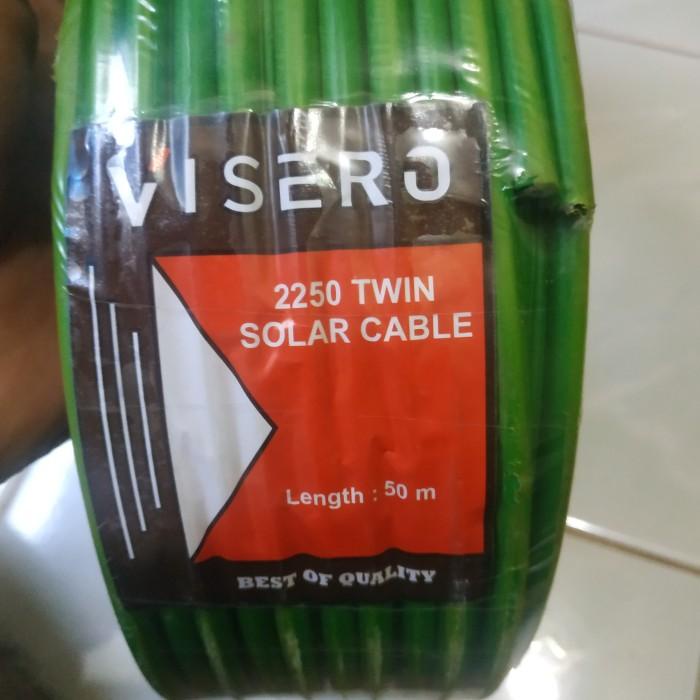 VISERO
2250 TWIN
SOLAR CABLE
Length : 50 m
BEST OF QUALITY